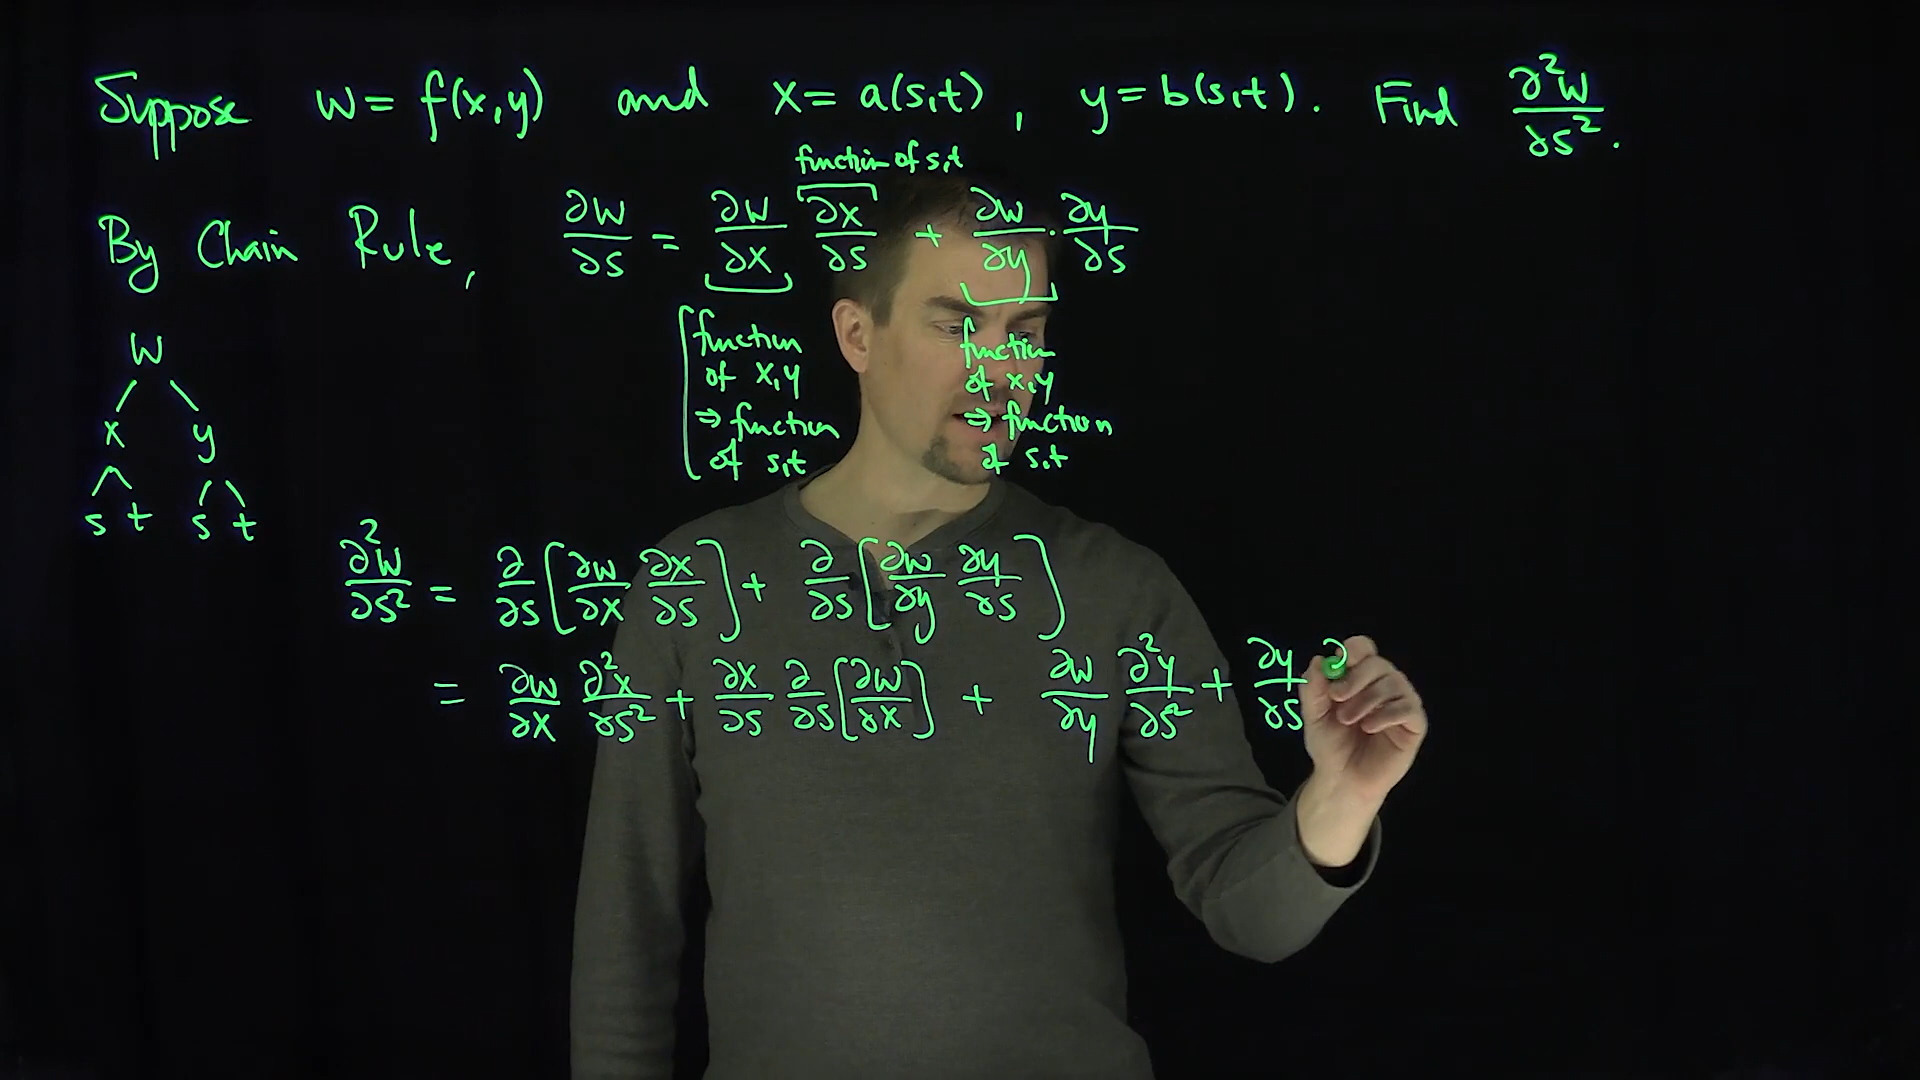 Suppose w = f(x,y) and x = a(s,t), y = b(s,t). Find ∂²w/∂s².
function of s,t
By Chain Rule, ∂w/∂s = ∂w/∂x ∂x/∂s + ∂w/∂y · ∂y/∂s
function of x,y ⇒ function of s,t
function of x,y ⇒ function of s,t
w
x y
s t s t
∂²w/∂s² = ∂/∂s [∂w/∂x ∂x/∂s] + ∂/∂s [∂w/∂y ∂y/∂s]
= ∂w/∂x ∂²x/∂s² + ∂x/∂s ∂/∂s [∂w/∂x] + ∂w/∂y ∂²y/∂s² + ∂y/∂s ∂